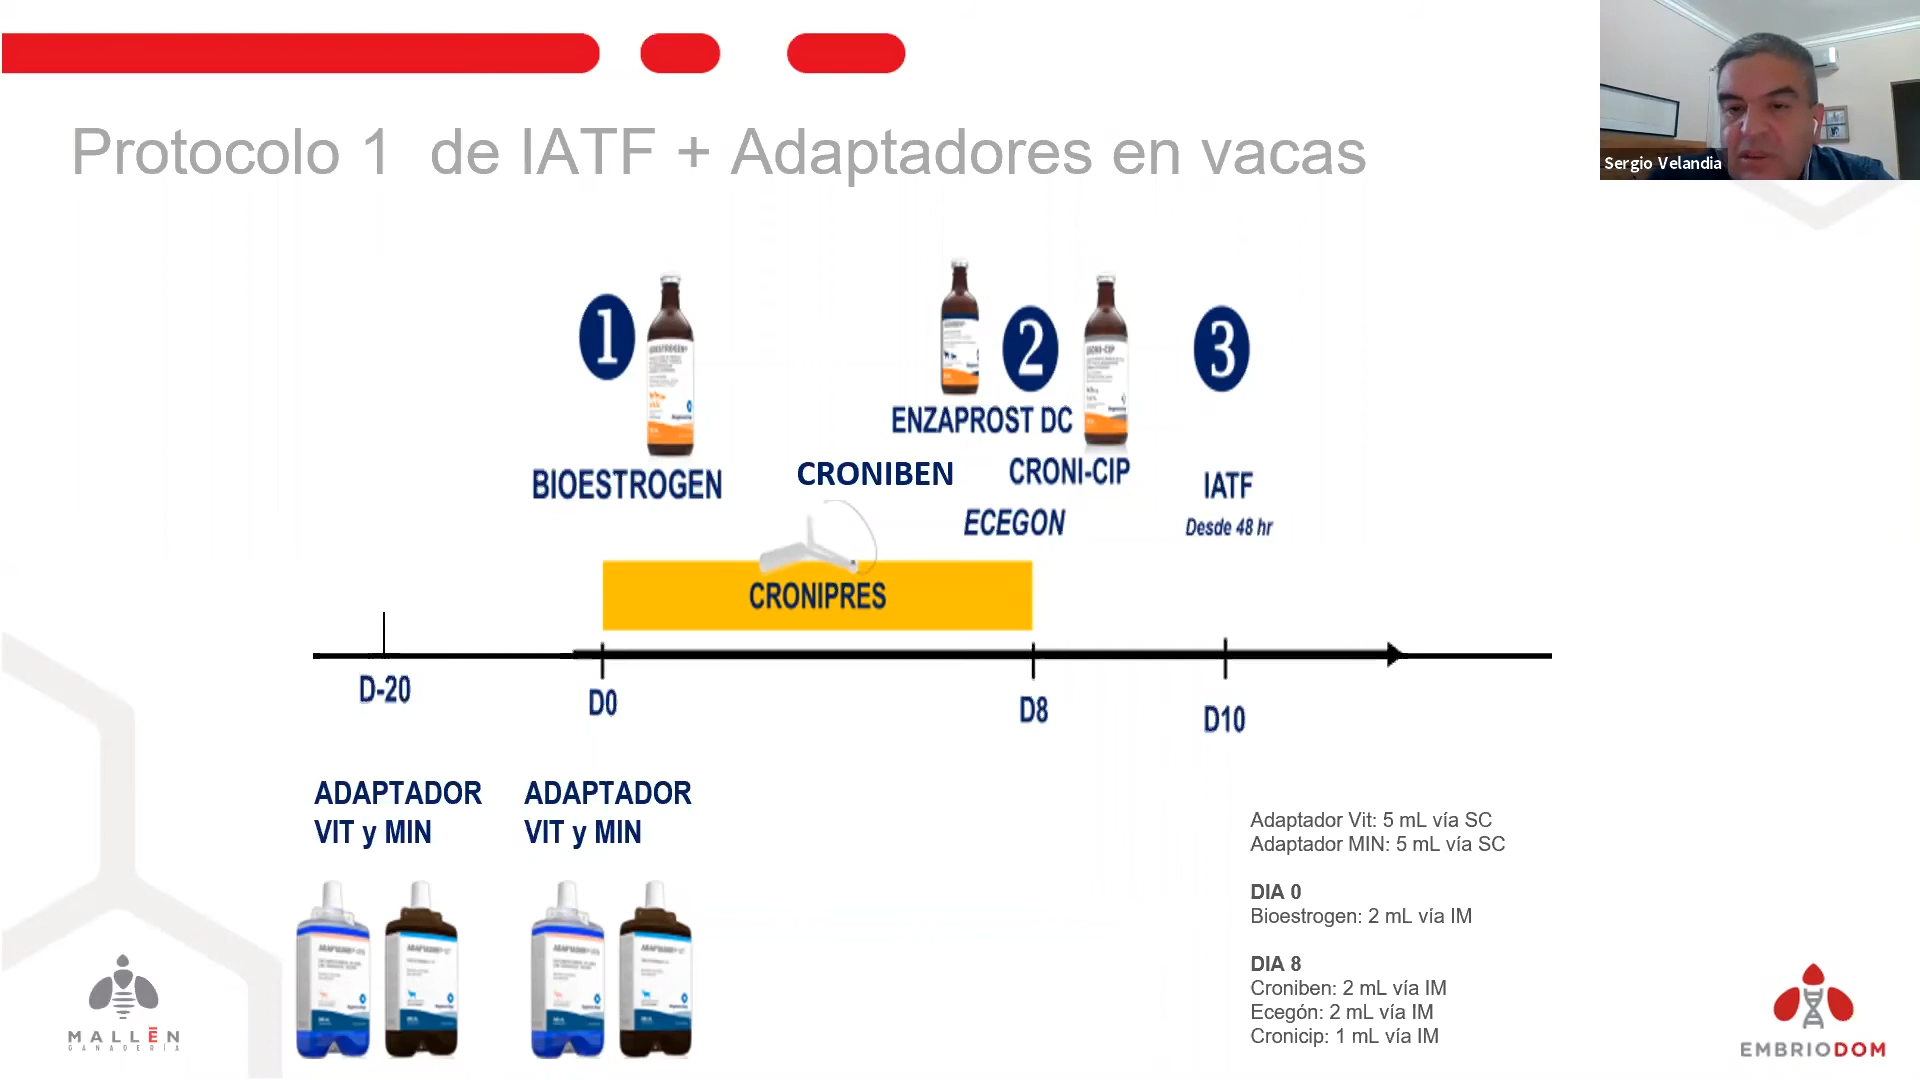 Protocolo 1 de IATF + Adaptadores en vacas
Sergio Velandia
1
2
3
BIOESTROGEN
ENZAPROST DC
CRONIBEN
CRONI-CIP
ECEGON
IATF
Desde 48 hr
CRONIPRES
D-20
D0
D8
D10
ADAPTADOR
VIT y MIN
ADAPTADOR
VIT y MIN
Adaptador Vit: 5 mL vía SC
Adaptador MIN: 5 mL vía SC
DIA 0
Bioestrogen: 2 mL vía IM
DIA 8
Croniben: 2 mL vía IM
Ecegón: 2 mL vía IM
Cronicip: 1 mL vía IM
MALLĒN
GANADERÍA
EMBRIODOM